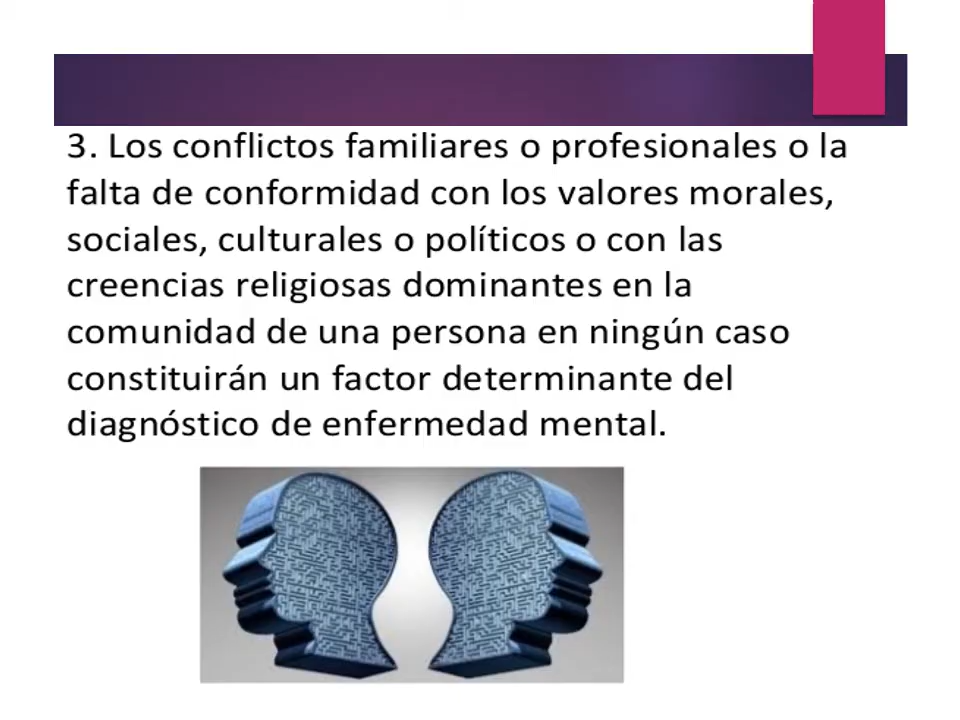 3. Los conflictos familiares o profesionales o la
falta de conformidad con los valores morales,
sociales, culturales o políticos o con las
creencias religiosas dominantes en la
comunidad de una persona en ningún caso
constituirán un factor determinante del
diagnóstico de enfermedad mental.